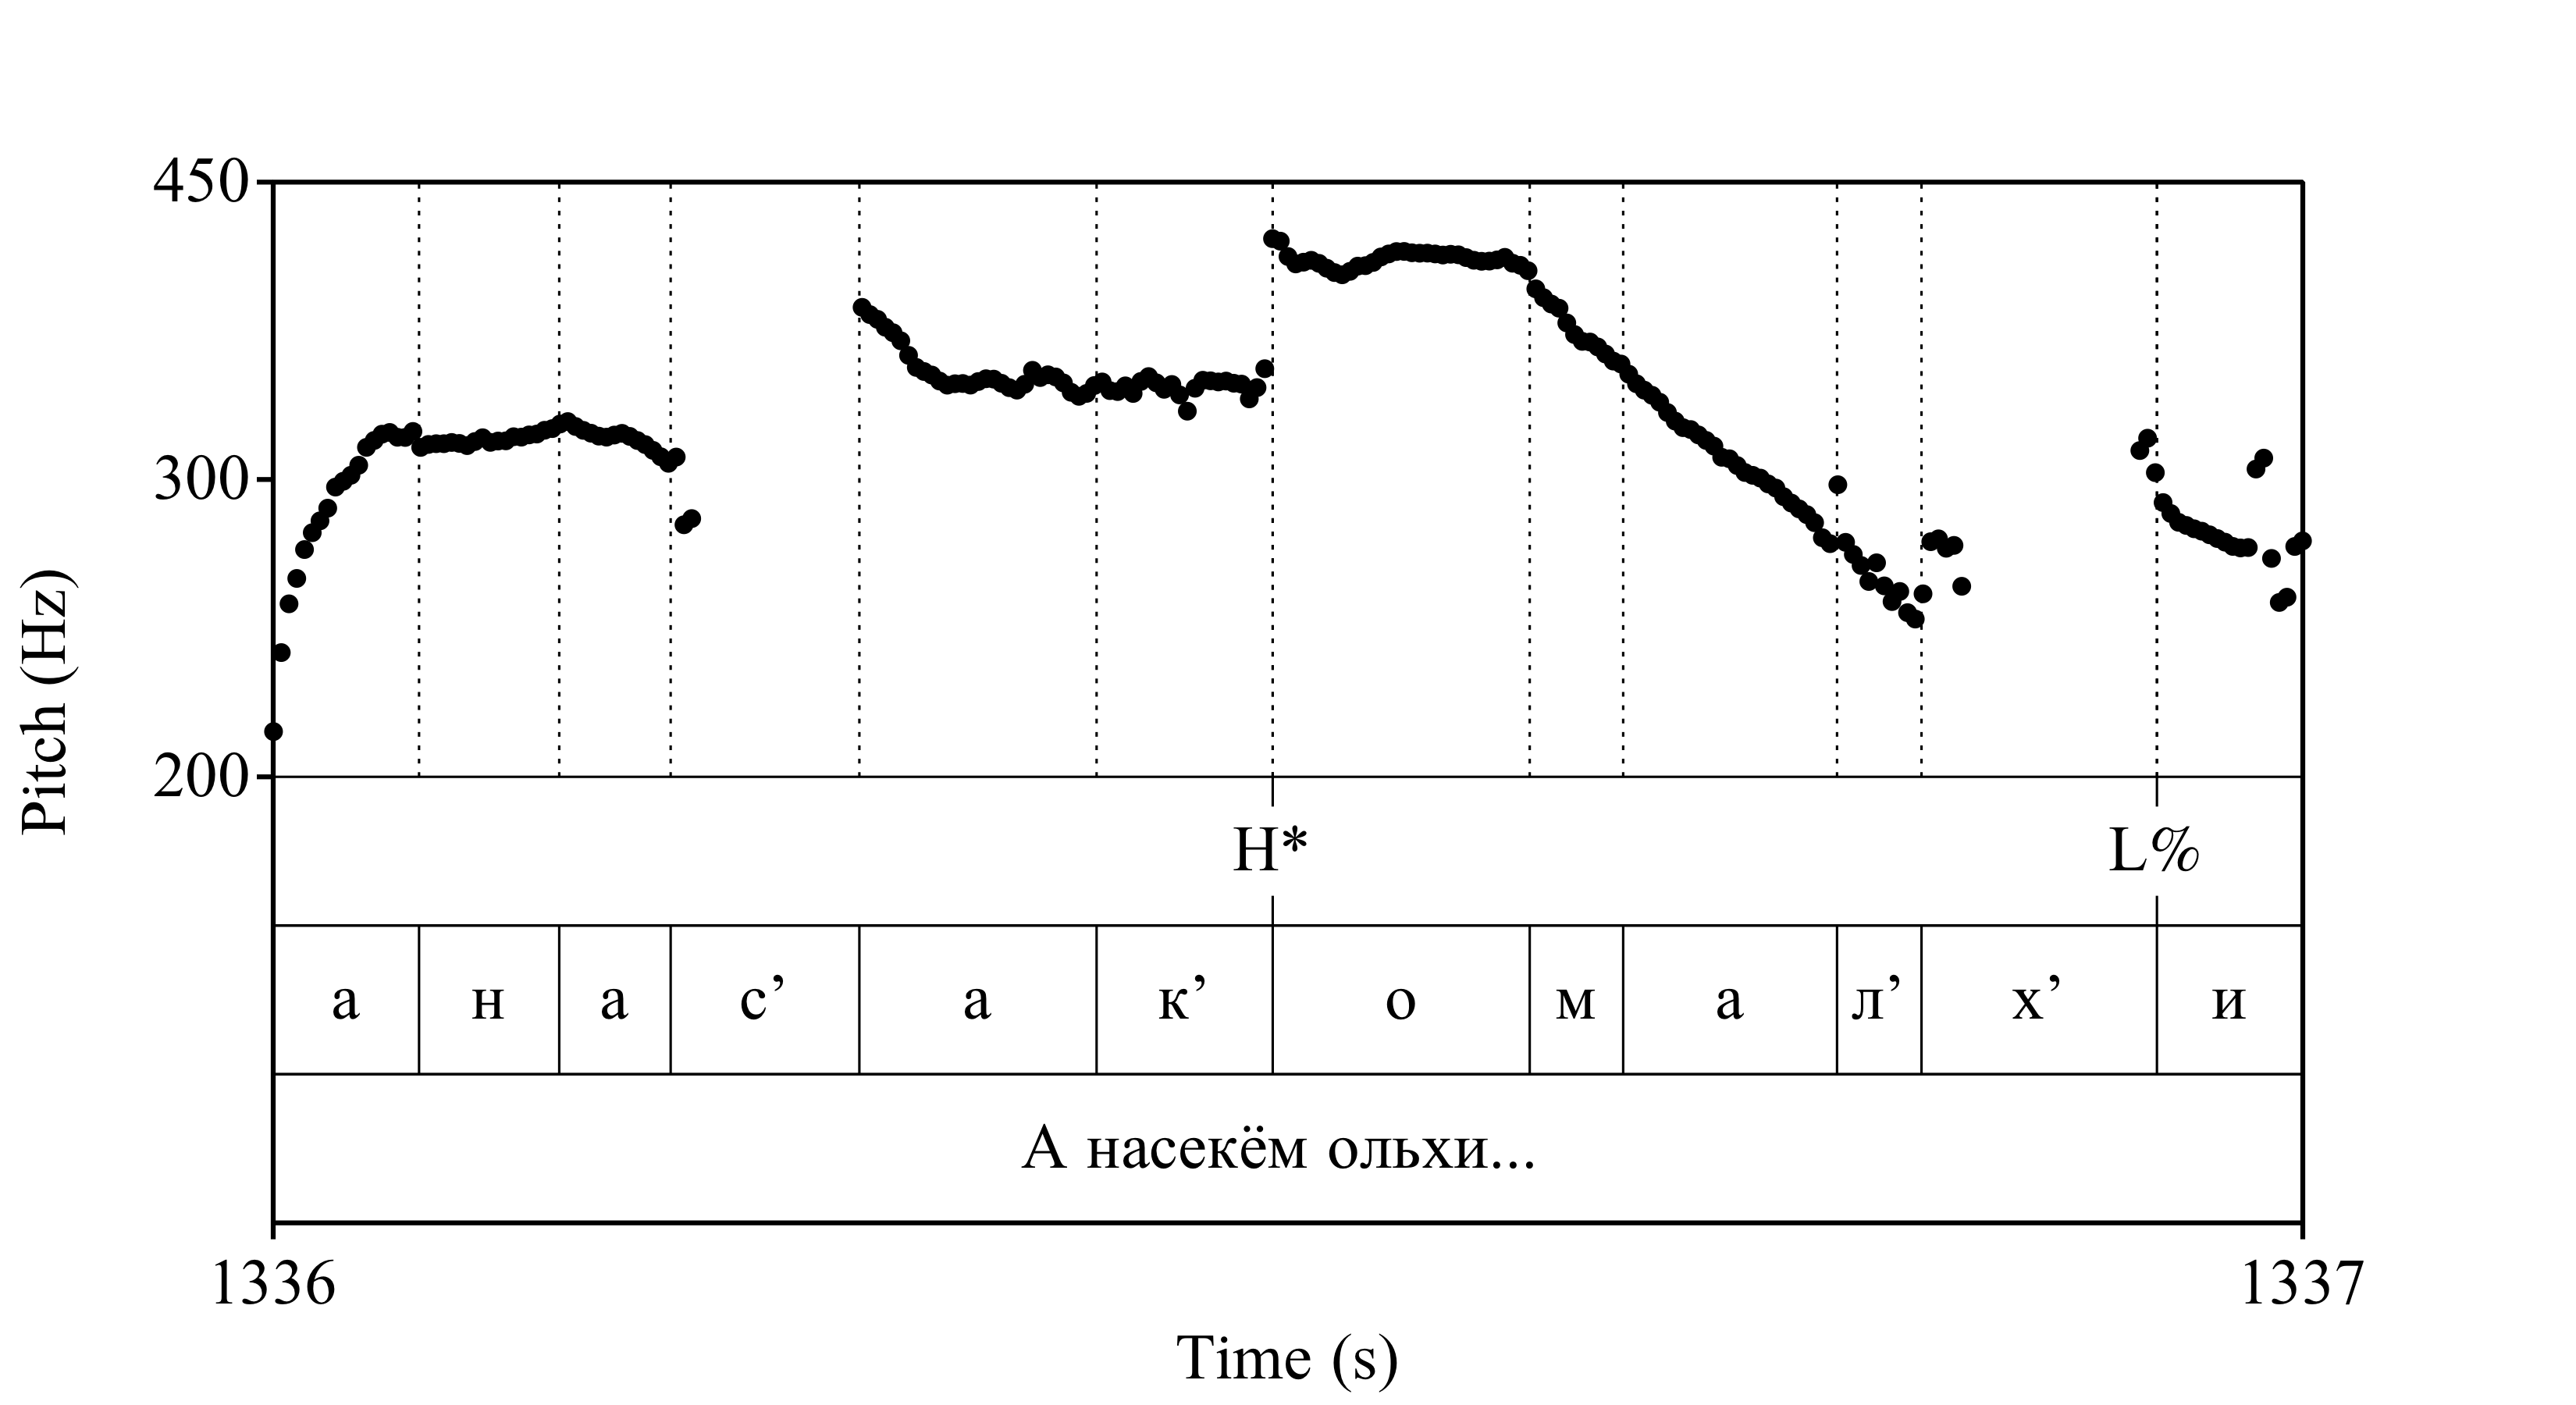 450
300
200
Pitch (Hz)
H* L%
а н а с’ а к’ о м а л’ х’ и
А насекём ольхи...
1336 1337
Time (s)